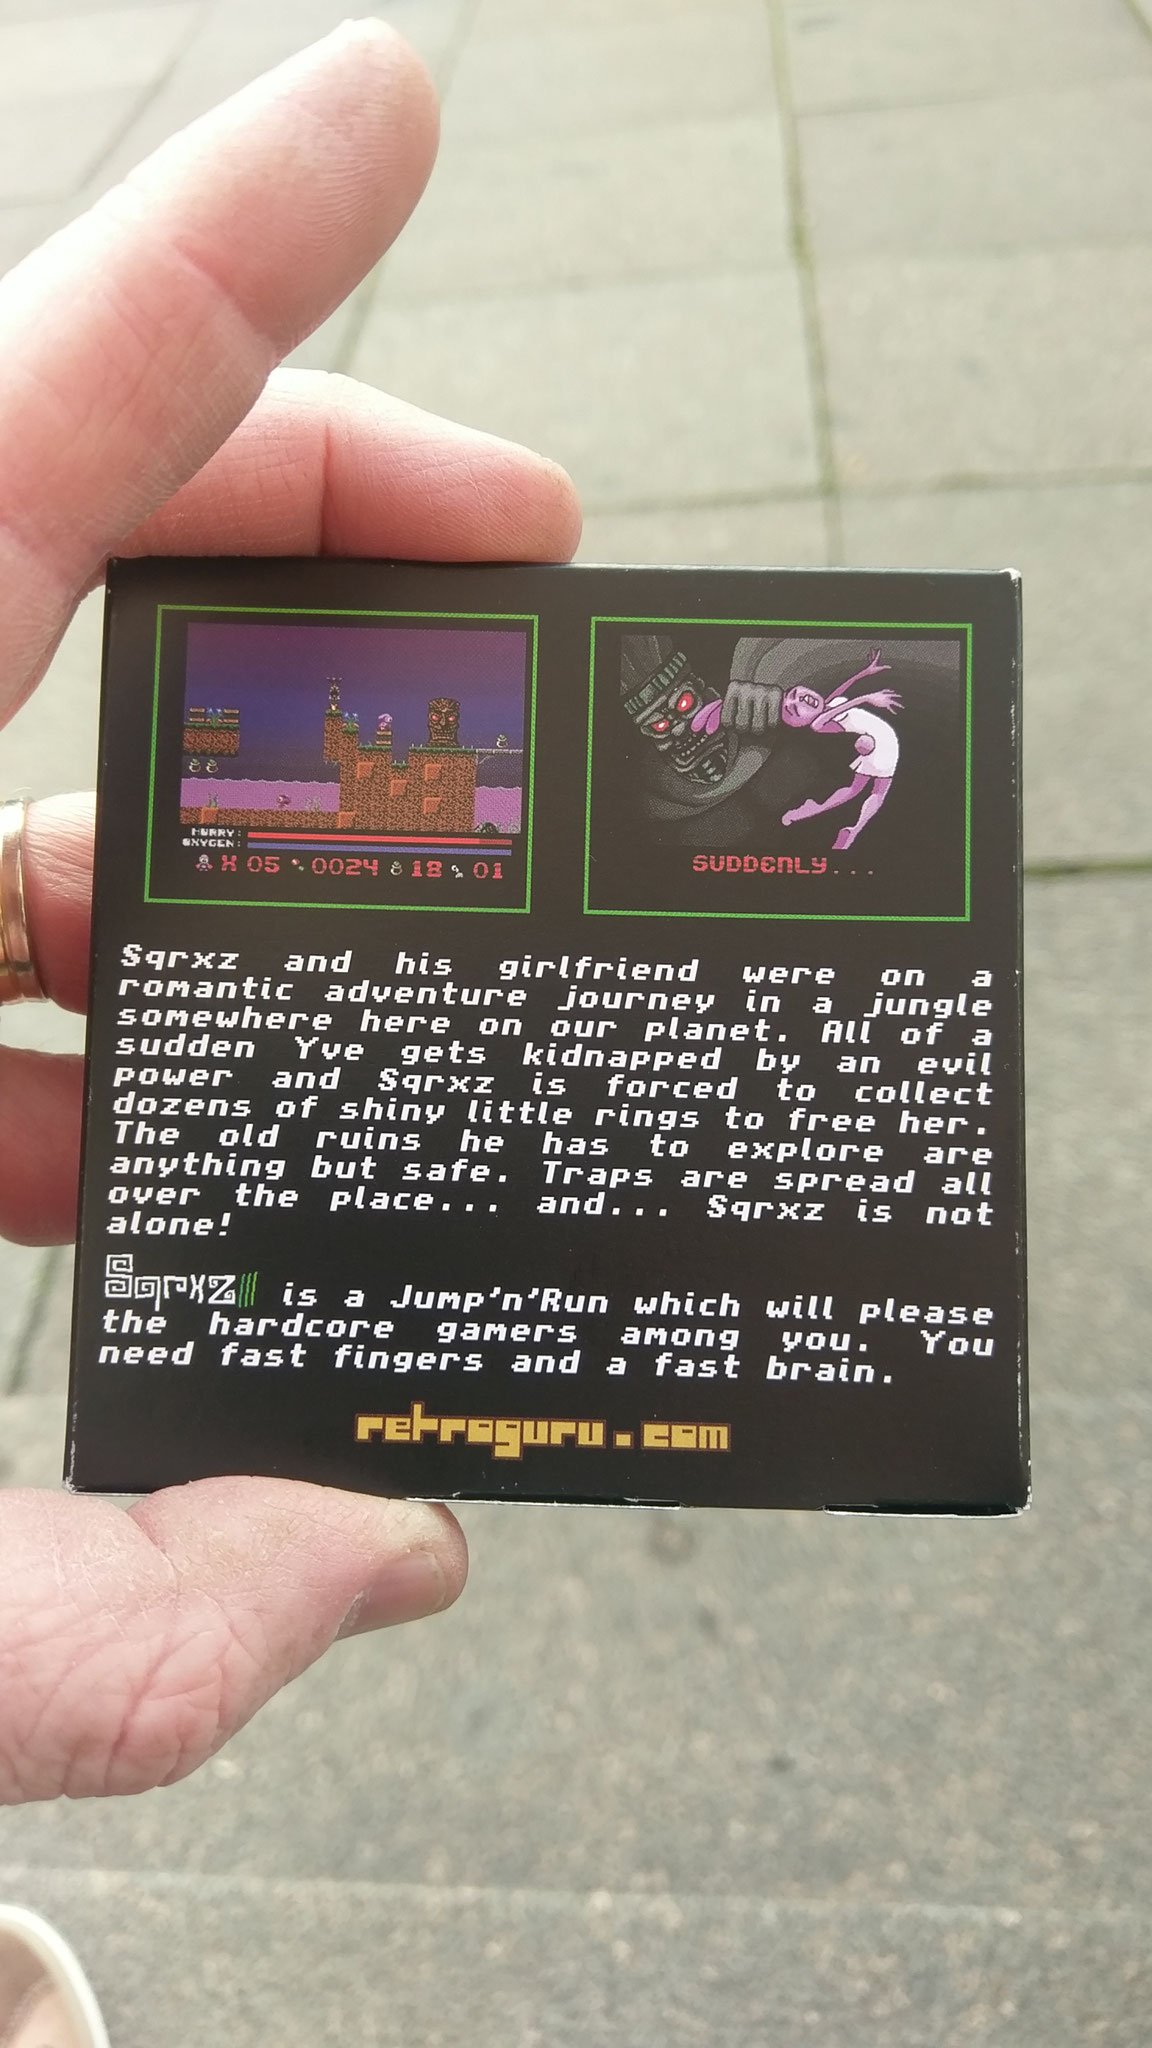 HURRY:
OXYGEN:
X 05 0024 18 01
SUDDENLY...
Sqrxz and his girlfriend were on a
romantic adventure journey in a jungle
somewhere here on our planet. All of a
sudden Yve gets kidnapped by an evil
power and Sqrxz is forced to collect
dozens of shiny little rings to free her.
The old ruins he has to explore are
anything but safe. Traps are spread all
over the place... and... Sqrxz is not
alone!
Sqrxz||| is a Jump'n'Run which will please
the hardcore gamers among you. You
need fast fingers and a fast brain.
retroguru.com